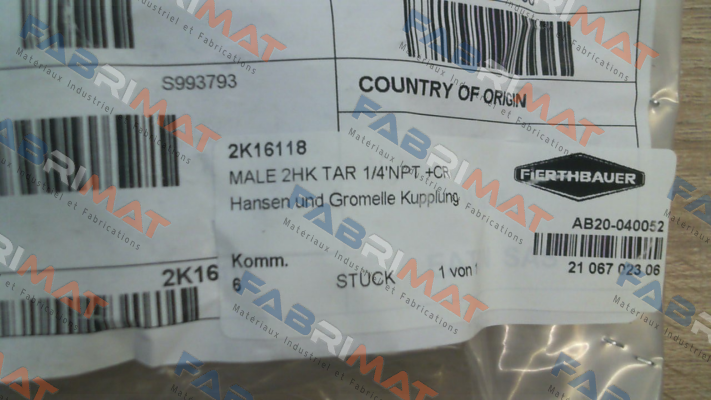 S993793
COUNTRY OF ORIGIN
2K16118
MALE 2HK TAR 1/4'NPT +CR
Hansen und Gromelle Kupplung
FIERTHBAUER
AB20-040052
21 067 023 06
Komm.
6
STÜCK
1 von
2K16
FABRIMAT
Materiaux Industriel et Fabrications